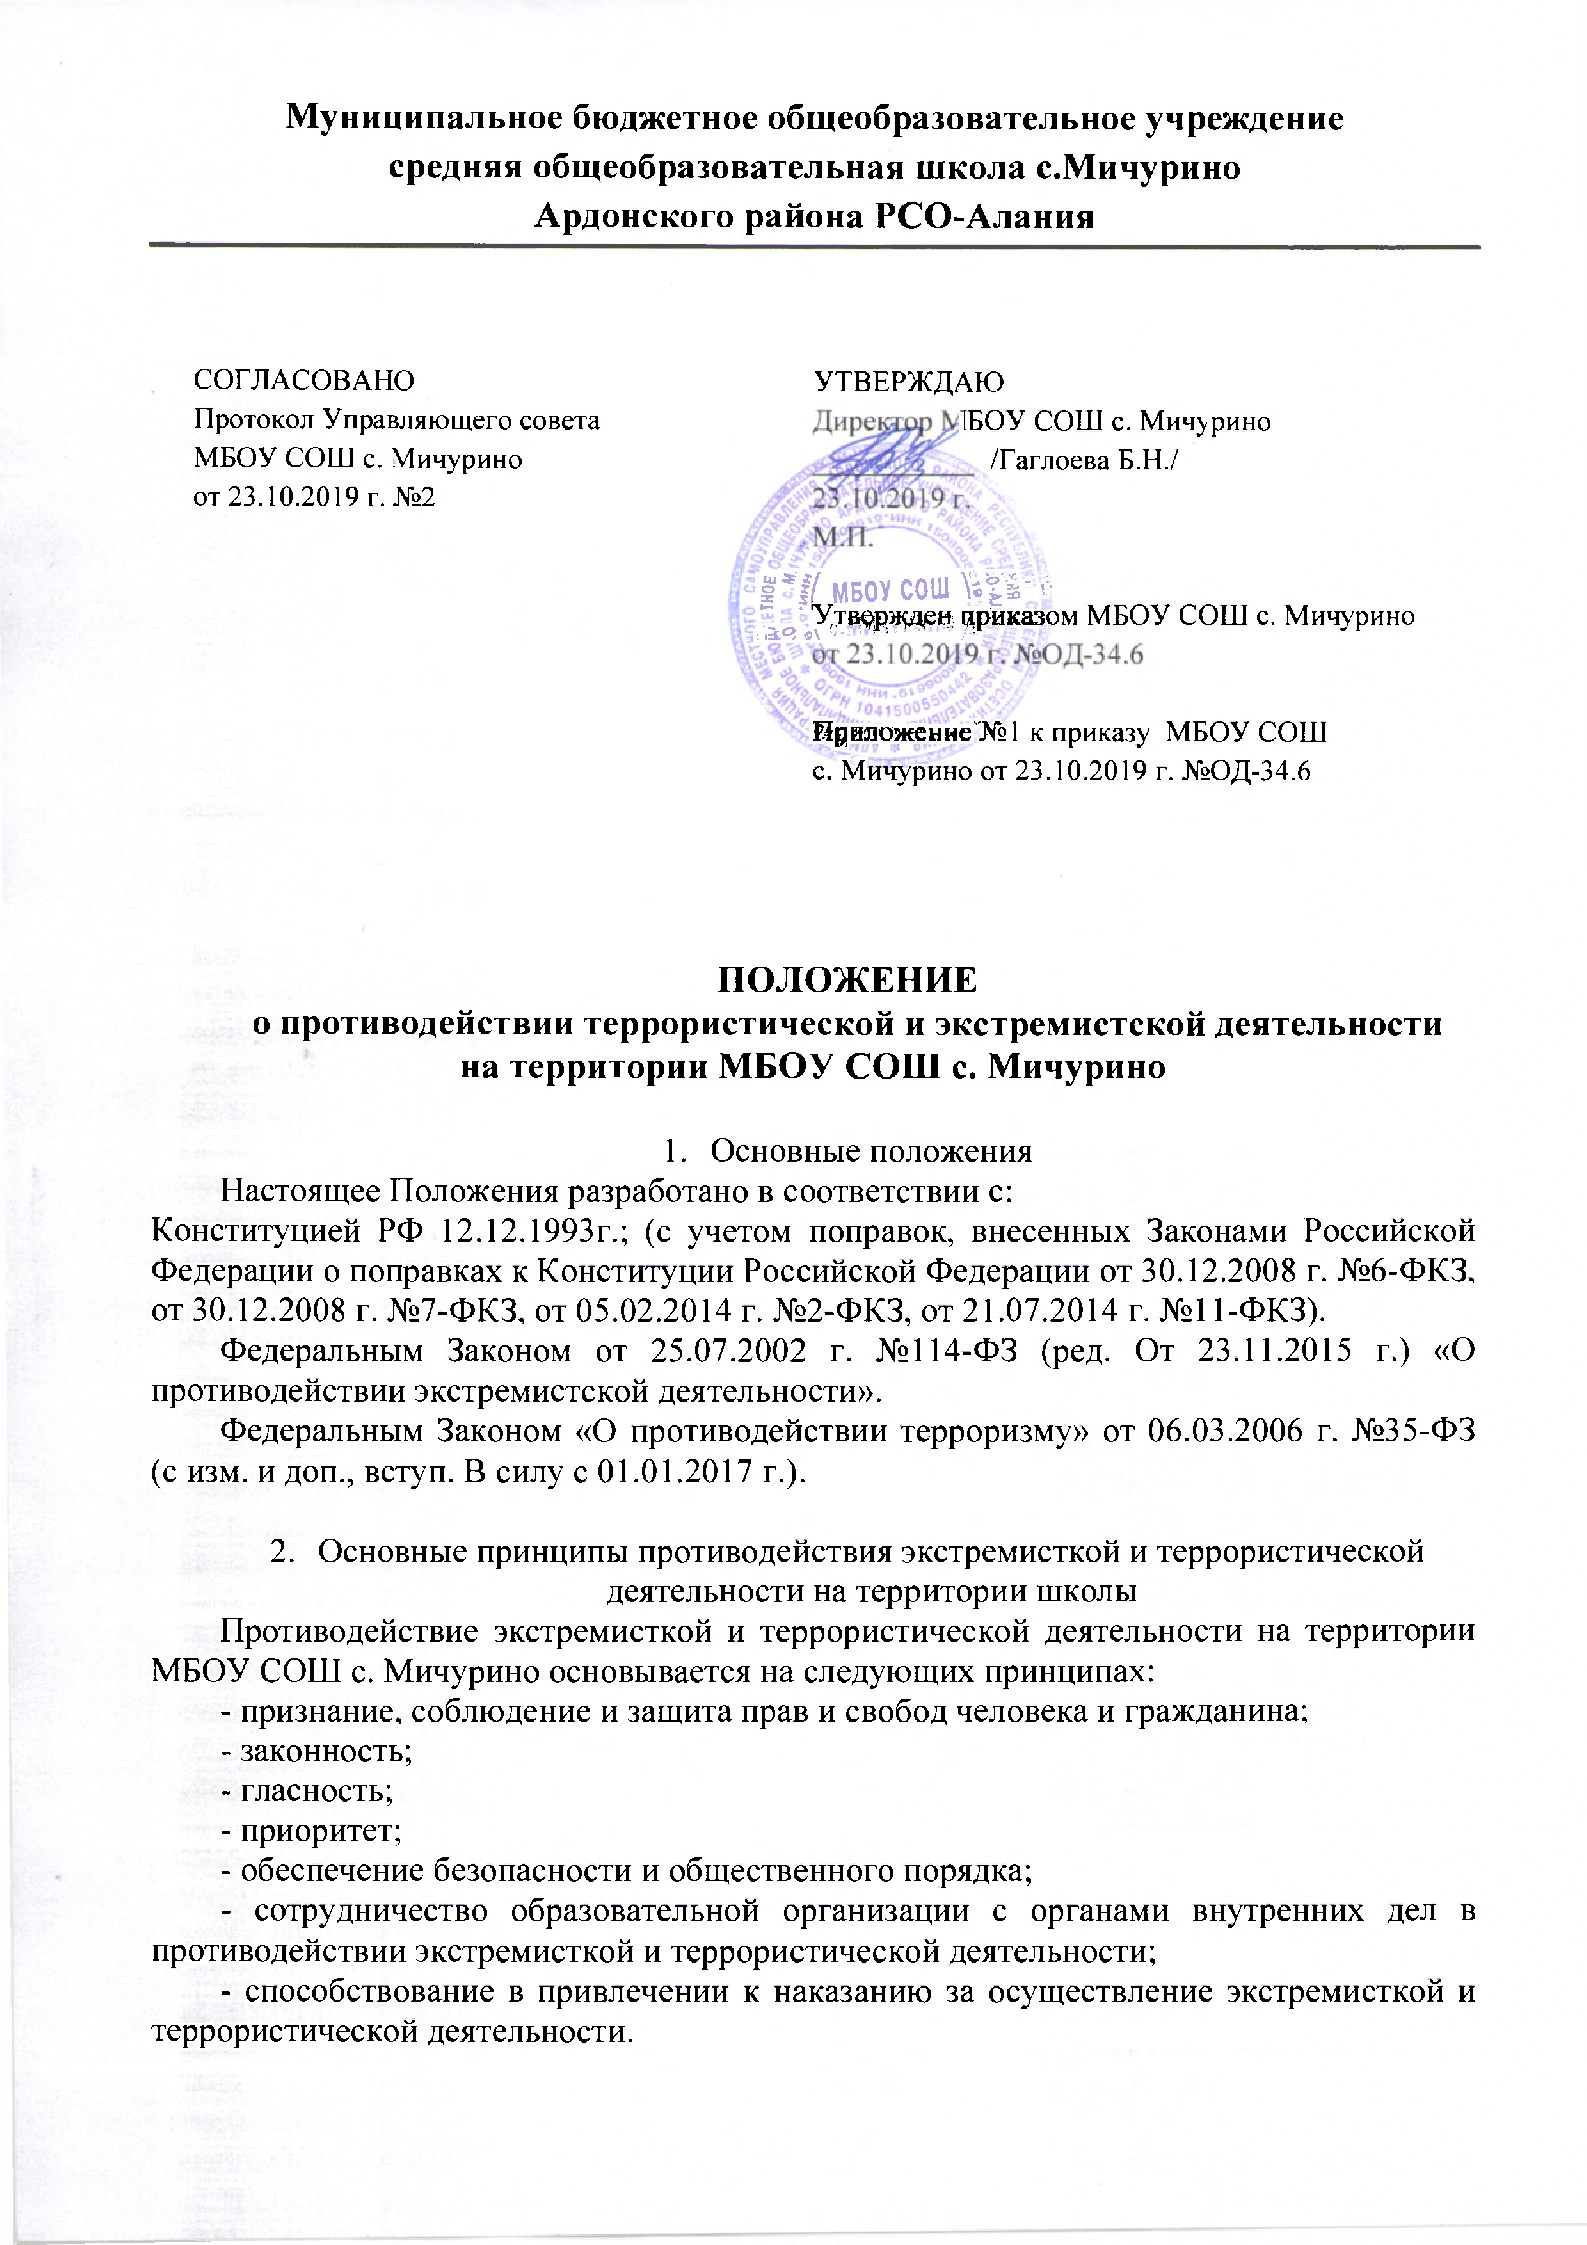 Муниципальное бюджетное общеобразовательное учреждение
средняя общеобразовательная школа с.Мичурино
Ардонского района РСО-Алания
СОГЛАСОВАНО
Протокол Управляющего совета
МБОУ СОШ с. Мичурино
от 23.10.2019 г. №2
УТВЕРЖДАЮ
Директор МБОУ СОШ с. Мичурино
/Гаглоева Б.Н./
23.10.2019 г.
М.П.
МБОУ СОШ
ОГРН 1041500550442
Утвержден приказом МБОУ СОШ с. Мичурино
от 23.10.2019 г. №ОД-34.6
Приложение №1 к приказу МБОУ СОШ
с. Мичурино от 23.10.2019 г. №ОД-34.6
ПОЛОЖЕНИЕ
о противодействии террористической и экстремистской деятельности
на территории МБОУ СОШ с. Мичурино
1. Основные положения
Настоящее Положения разработано в соответствии с:
Конституцией РФ 12.12.1993г.; (с учетом поправок, внесенных Законами Российской
Федерации о поправках к Конституции Российской Федерации от 30.12.2008 г. №6-ФКЗ,
от 30.12.2008 г. №7-ФКЗ, от 05.02.2014 г. №2-ФКЗ, от 21.07.2014 г. №11-ФКЗ).
Федеральным Законом от 25.07.2002 г. №114-ФЗ (ред. От 23.11.2015 г.) «О
противодействии экстремистской деятельности».
Федеральным Законом «О противодействии терроризму» от 06.03.2006 г. №35-ФЗ
(с изм. и доп., вступ. В силу с 01.01.2017 г.).
2. Основные принципы противодействия экстремисткой и террористической
деятельности на территории школы
Противодействие экстремисткой и террористической деятельности на территории
МБОУ СОШ с. Мичурино основывается на следующих принципах:
- признание, соблюдение и защита прав и свобод человека и гражданина;
- законность;
- гласность;
- приоритет;
- обеспечение безопасности и общественного порядка;
- сотрудничество образовательной организации с органами внутренних дел в
противодействии экстремисткой и террористической деятельности;
- способствование в привлечении к наказанию за осуществление экстремисткой и
террористической деятельности.